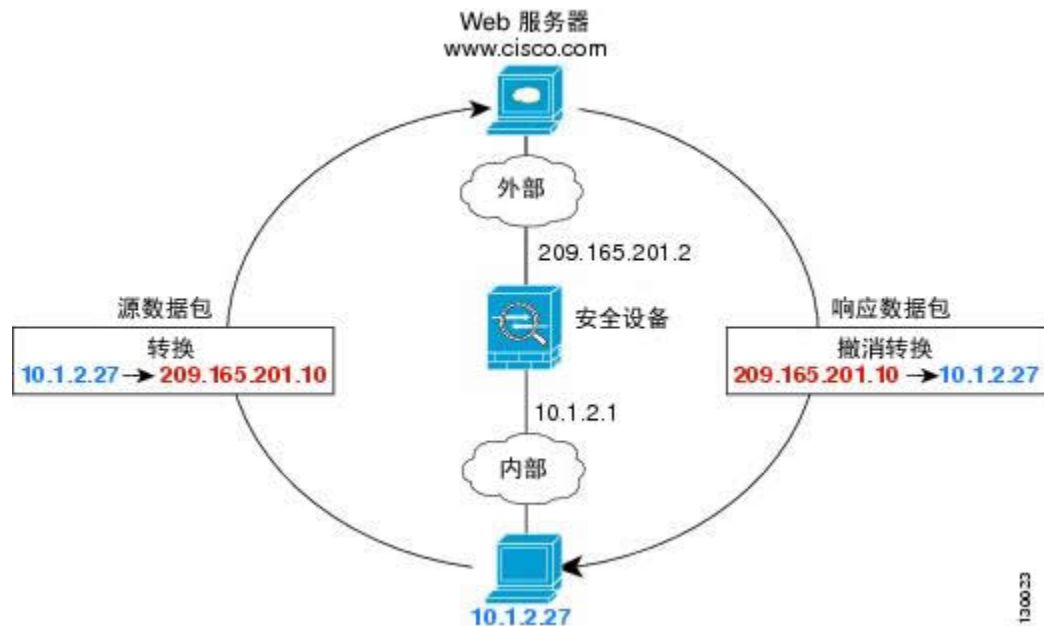 Web 服务器
www.cisco.com
外部
209.165.201.2
源数据包
转换
10.1.2.27 → 209.165.201.10
安全设备
响应数据包
撤消转换
209.165.201.10 → 10.1.2.27
10.1.2.1
内部
10.1.2.27
130023